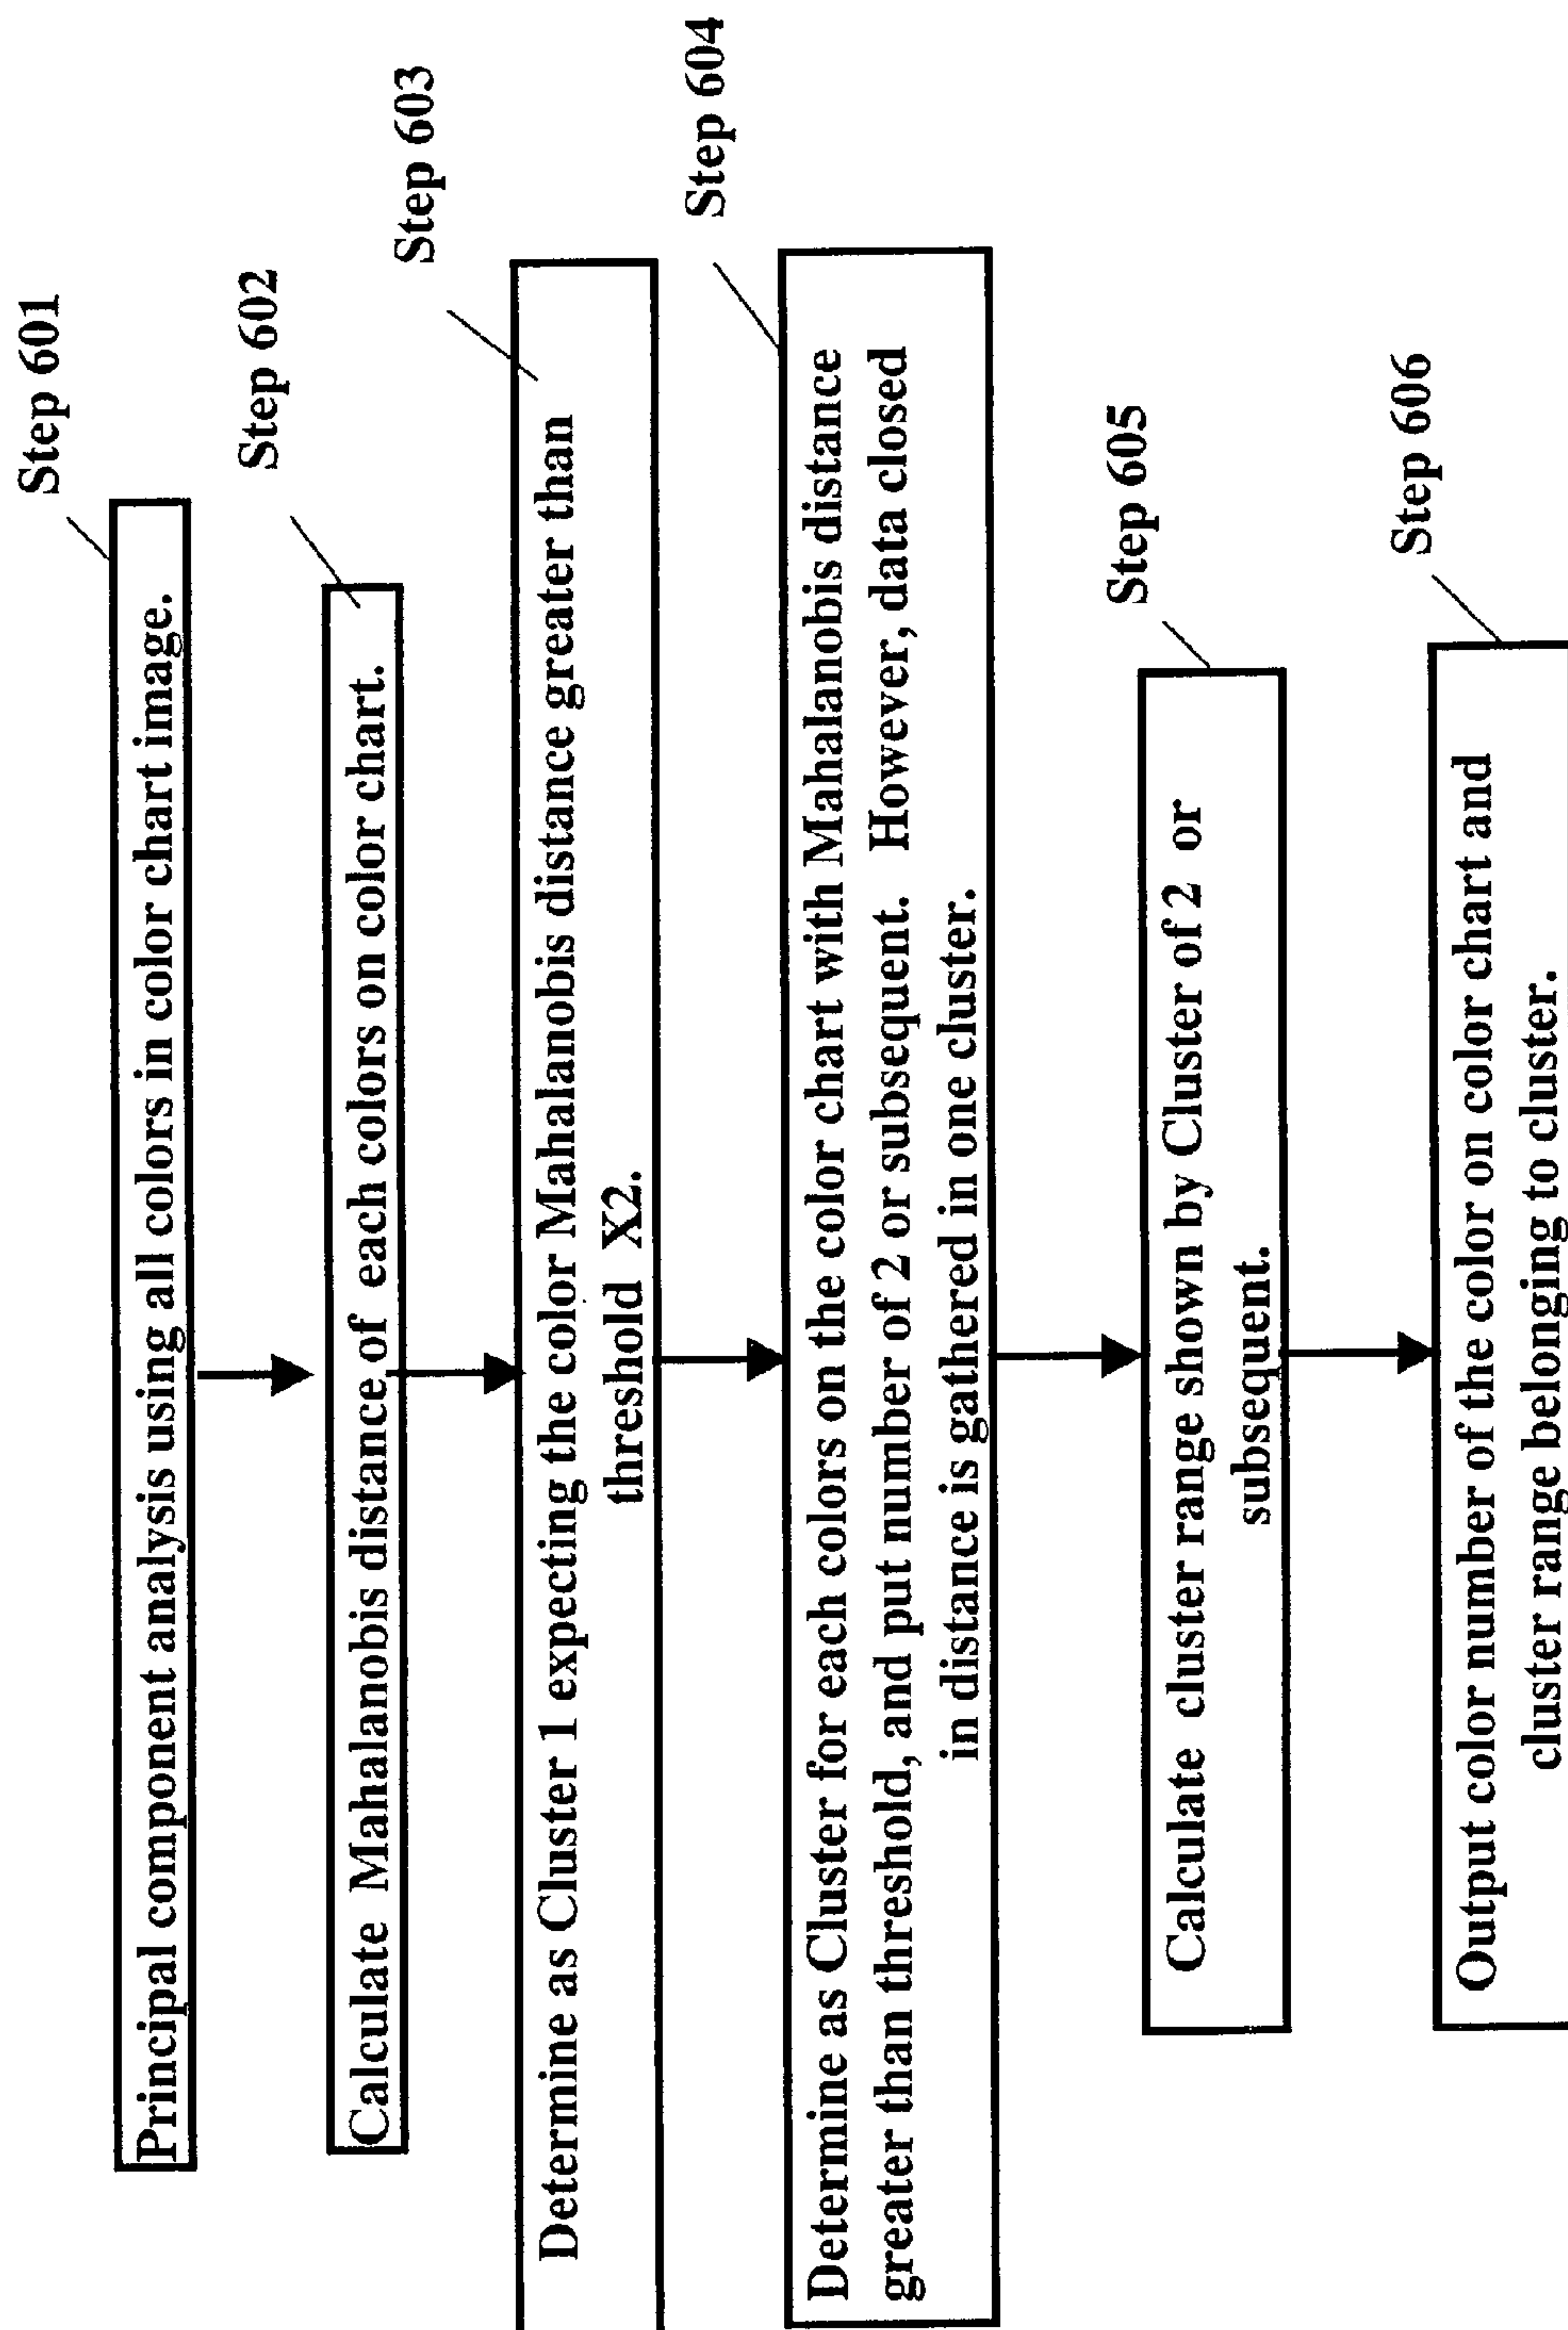 Step 601
Principal component analysis using all colors in color chart image.
Step 602
Calculate Mahalanobis distance of each colors on color chart.
Step 603
Determine as Cluster 1 expecting the color Mahalanobis distance greater than
threshold X2.
Step 604
Determine as Cluster for each colors on the color chart with Mahalanobis distance
greater than threshold, and put number of 2 or subsequent. However, data closed
in distance is gathered in one cluster.
Step 605
Calculate cluster range shown by Cluster of 2 or
subsequent.
Step 606
Output color number of the color on color chart and
cluster range belonging to cluster.